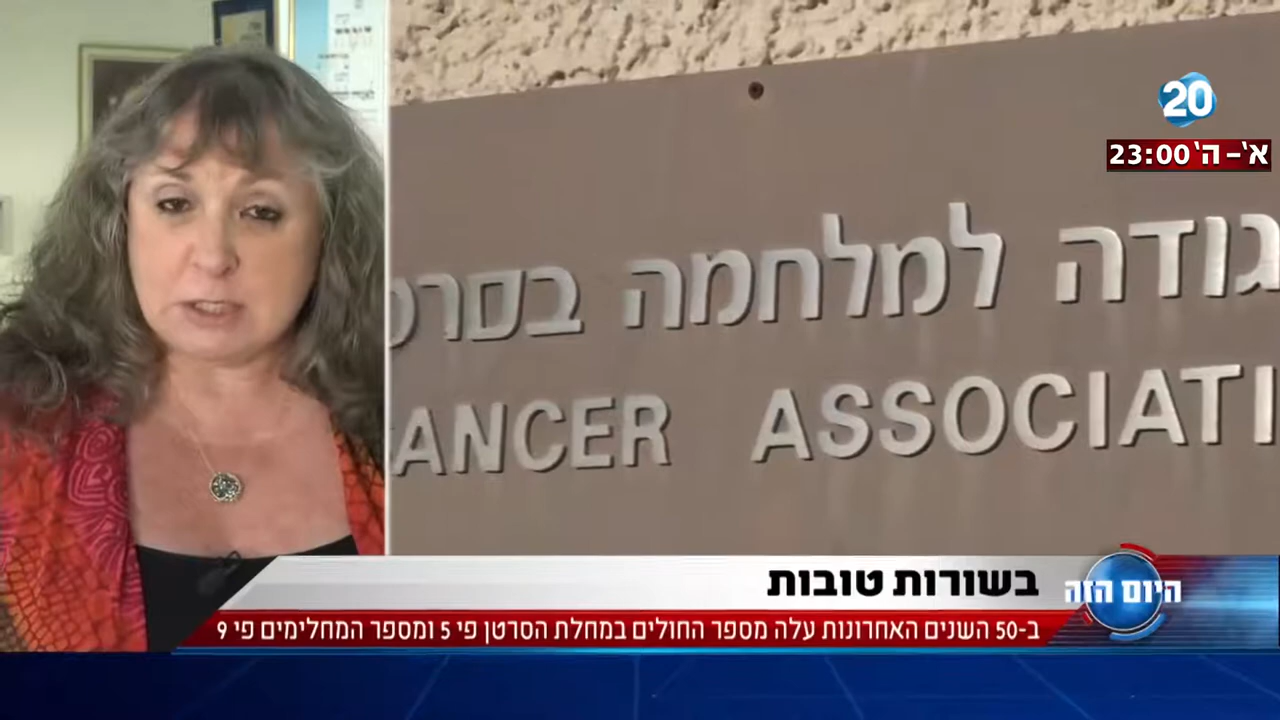 20
א'-ה' 23:00
גודה למלחמה בסרט
CANCER ASSOCIATI
בשורות טובות
היום הזה
ב-50 השנים האחרונות עלה מספר החולים במחלת הסרטן פי 5 ומספר המחלימים פי 9